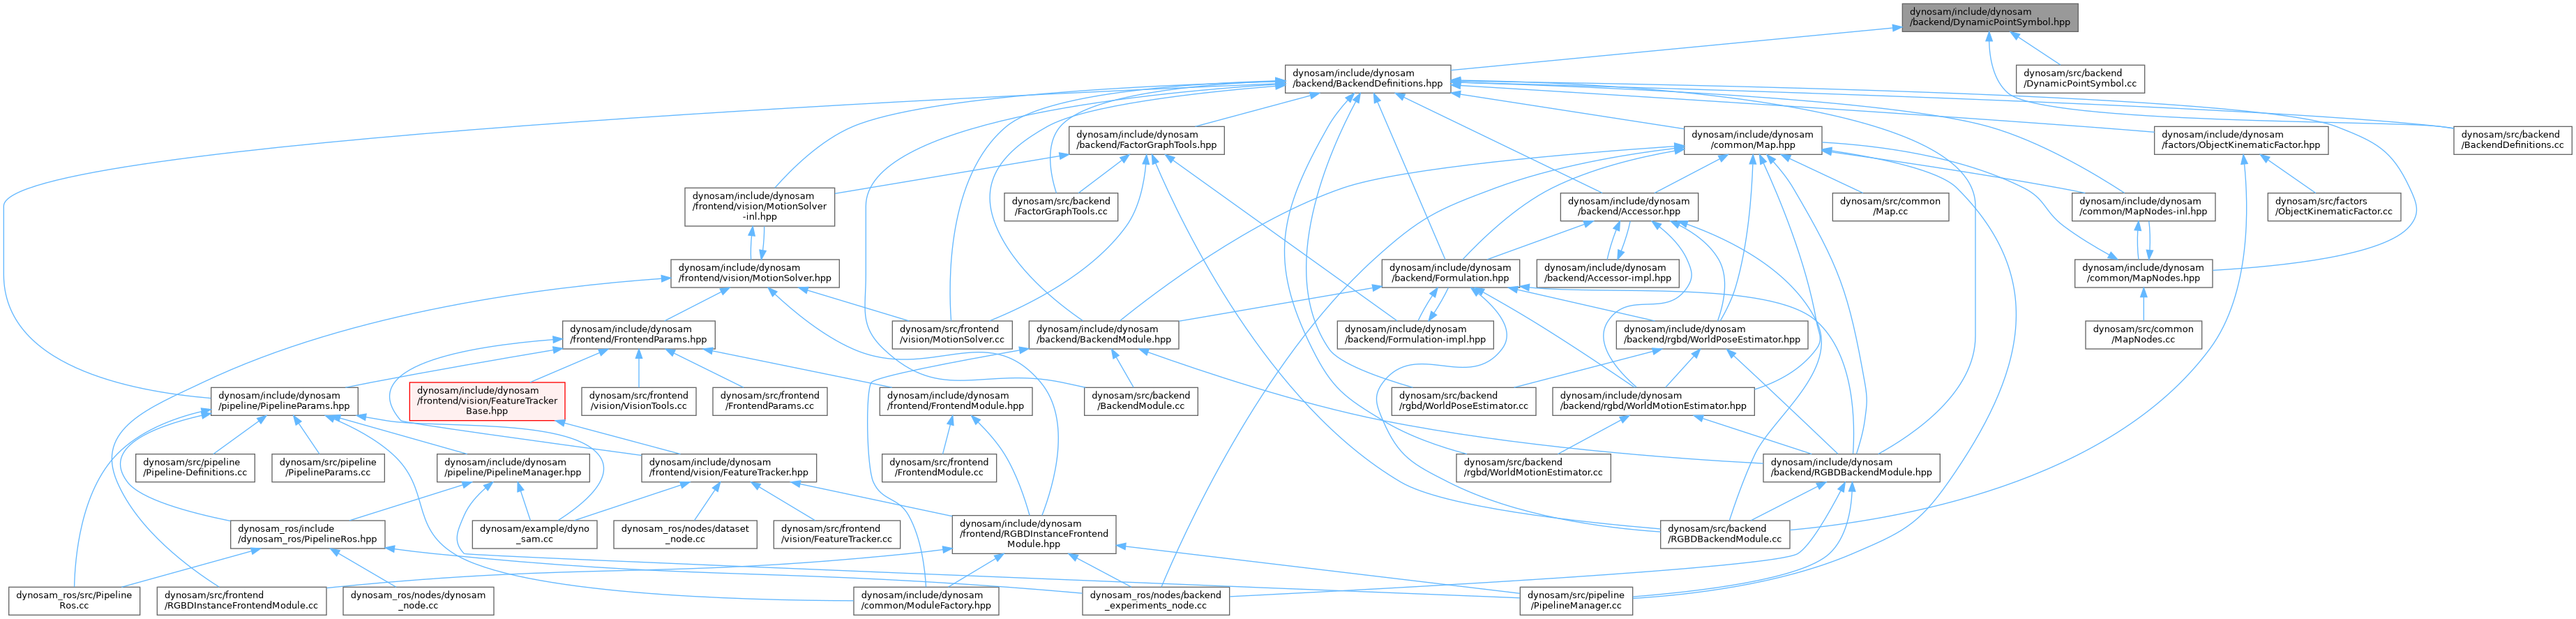 dynosam/include/dynosam
/backend/DynamicPointSymbol.hpp
dynosam/include/dynosam
/backend/BackendDefinitions.hpp
dynosam/src/backend
/DynamicPointSymbol.cc
dynosam/include/dynosam
/backend/FactorGraphTools.hpp
dynosam/include/dynosam
/common/Map.hpp
dynosam/include/dynosam
/factors/ObjectKinematicFactor.hpp
dynosam/src/backend
/BackendDefinitions.cc
dynosam/include/dynosam
/frontend/vision/MotionSolver
-inl.hpp
dynosam/src/backend
/FactorGraphTools.cc
dynosam/include/dynosam
/backend/Accessor.hpp
dynosam/src/common
/Map.cc
dynosam/include/dynosam
/common/MapNodes-inl.hpp
dynosam/src/factors
/ObjectKinematicFactor.cc
dynosam/include/dynosam
/frontend/vision/MotionSolver.hpp
dynosam/include/dynosam
/backend/Formulation.hpp
dynosam/include/dynosam
/backend/Accessor-impl.hpp
dynosam/include/dynosam
/common/MapNodes.hpp
dynosam/include/dynosam
/frontend/FrontendParams.hpp
dynosam/src/frontend
/vision/MotionSolver.cc
dynosam/include/dynosam
/backend/BackendModule.hpp
dynosam/include/dynosam
/backend/Formulation-impl.hpp
dynosam/include/dynosam
/backend/rgbd/WorldPoseEstimator.hpp
dynosam/src/common
/MapNodes.cc
dynosam/include/dynosam
/pipeline/PipelineParams.hpp
dynosam/include/dynosam
/frontend/vision/FeatureTracker
Base.hpp
dynosam/src/frontend
/vision/VisionTools.cc
dynosam/src/frontend
/FrontendParams.cc
dynosam/include/dynosam
/frontend/FrontendModule.hpp
dynosam/src/backend
/BackendModule.cc
dynosam/src/backend
/rgbd/WorldPoseEstimator.cc
dynosam/include/dynosam
/backend/rgbd/WorldMotionEstimator.hpp
dynosam/src/pipeline
/Pipeline-Definitions.cc
dynosam/src/pipeline
/PipelineParams.cc
dynosam/include/dynosam
/pipeline/PipelineManager.hpp
dynosam/include/dynosam
/frontend/vision/FeatureTracker.hpp
dynosam/src/frontend
/FrontendModule.cc
dynosam/src/backend
/rgbd/WorldMotionEstimator.cc
dynosam/include/dynosam
/backend/RGBDBackendModule.hpp
dynosam_ros/include
/dynosam_ros/PipelineRos.hpp
dynosam/example/dyno
_sam.cc
dynosam_ros/nodes/dataset
_node.cc
dynosam/src/frontend
/vision/FeatureTracker.cc
dynosam/include/dynosam
/frontend/RGBDInstanceFrontend
Module.hpp
dynosam/src/backend
/RGBDBackendModule.cc
dynosam_ros/src/Pipeline
Ros.cc
dynosam/src/frontend
/RGBDInstanceFrontendModule.cc
dynosam_ros/nodes/dynosam
_node.cc
dynosam/include/dynosam
/common/ModuleFactory.hpp
dynosam_ros/nodes/backend
_experiments_node.cc
dynosam/src/pipeline
/PipelineManager.cc